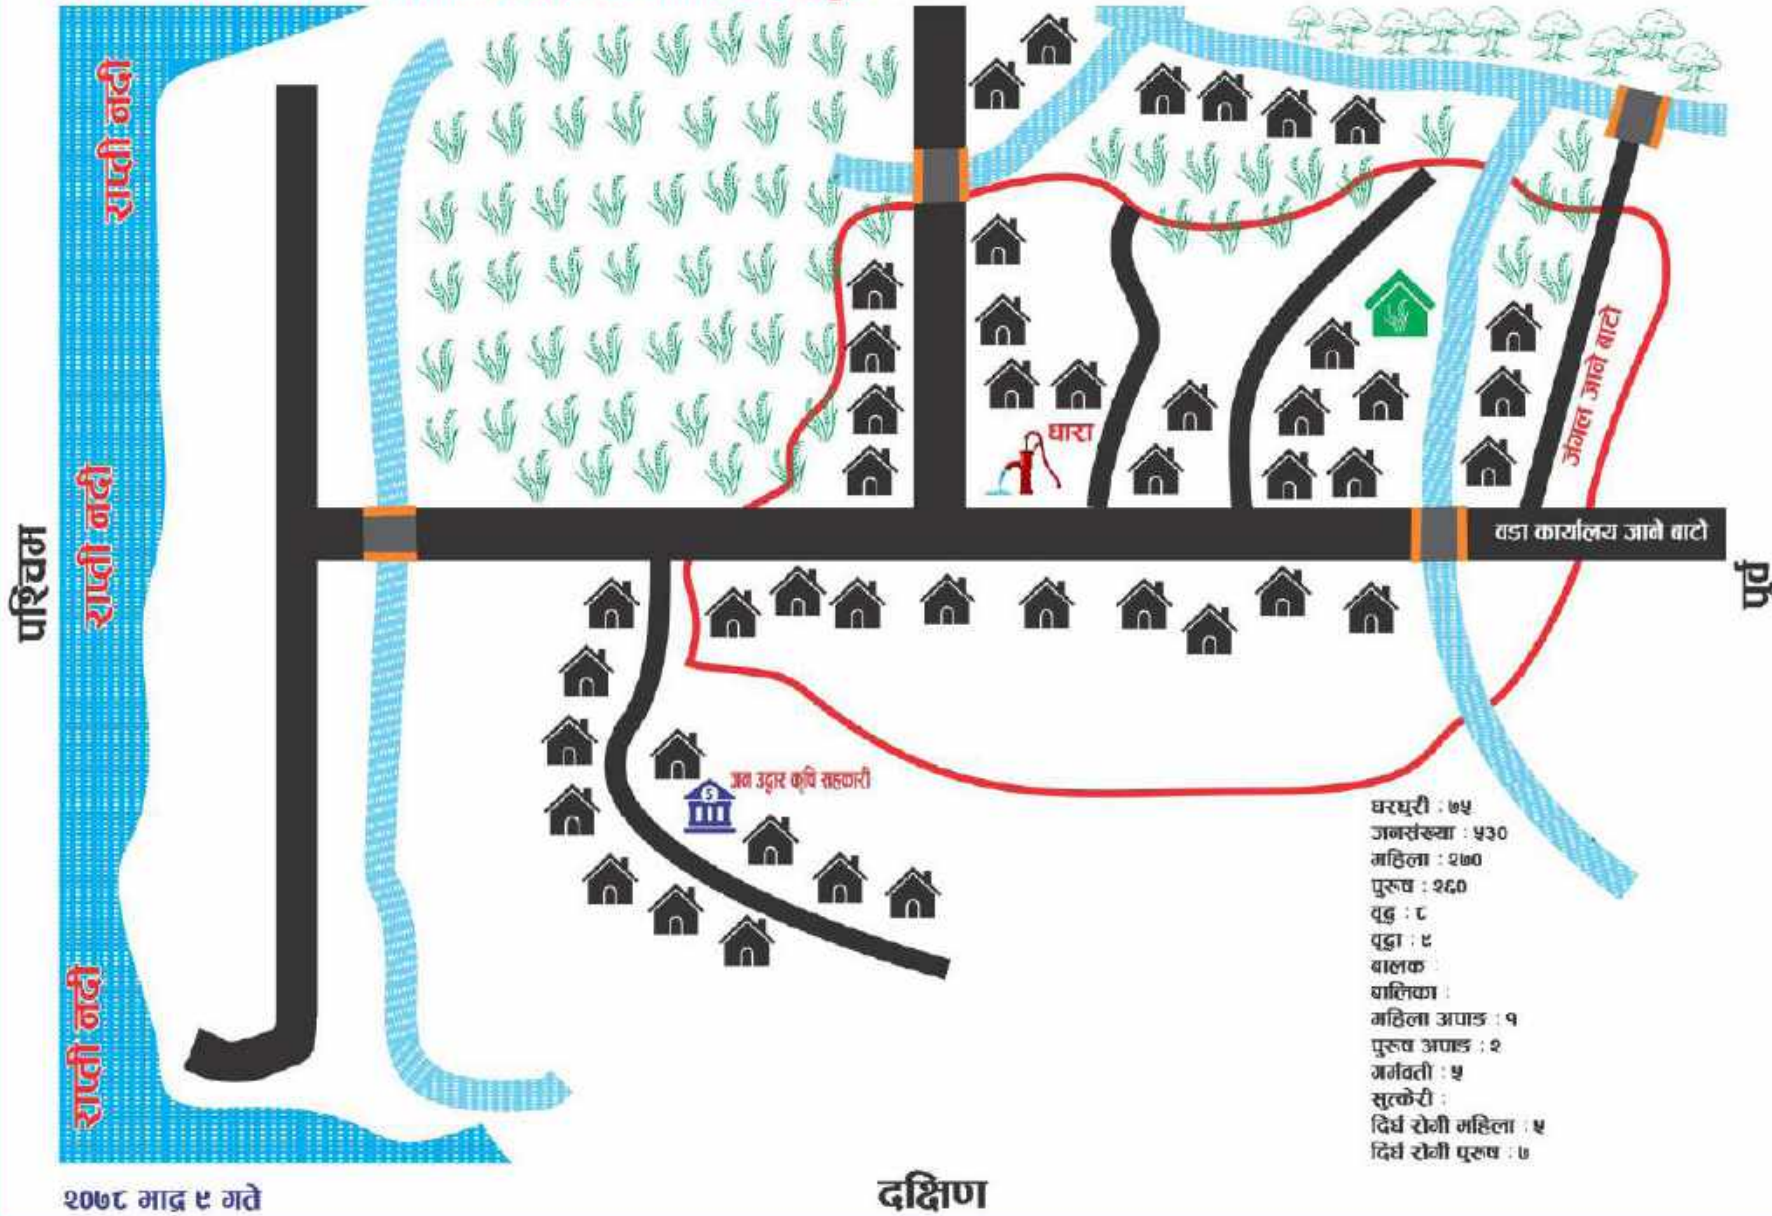 राप्ती नदी
राप्ती नदी
राप्ती नदी
पश्चिम
पूर्व
धारा
जंगल जाने बाटो
वडा कार्यालय जाने बाटो
जन उद्वार कृषि सहकारी
घरधुरी : ७५
जनसंख्या : ५३०
महिला : २७०
पुरुष : २६०
वृद्ध : ८
वृद्धा : ९
बालक :
बालिका :
महिला अपाङ : १
पुरुष अपाङ : २
गर्भवती : ५
सुत्केरी :
दिर्घ रोगी महिला : ५
दिर्घ रोगी पुरुष : ७
दक्षिण
२०७८ भाद्र ९ गते